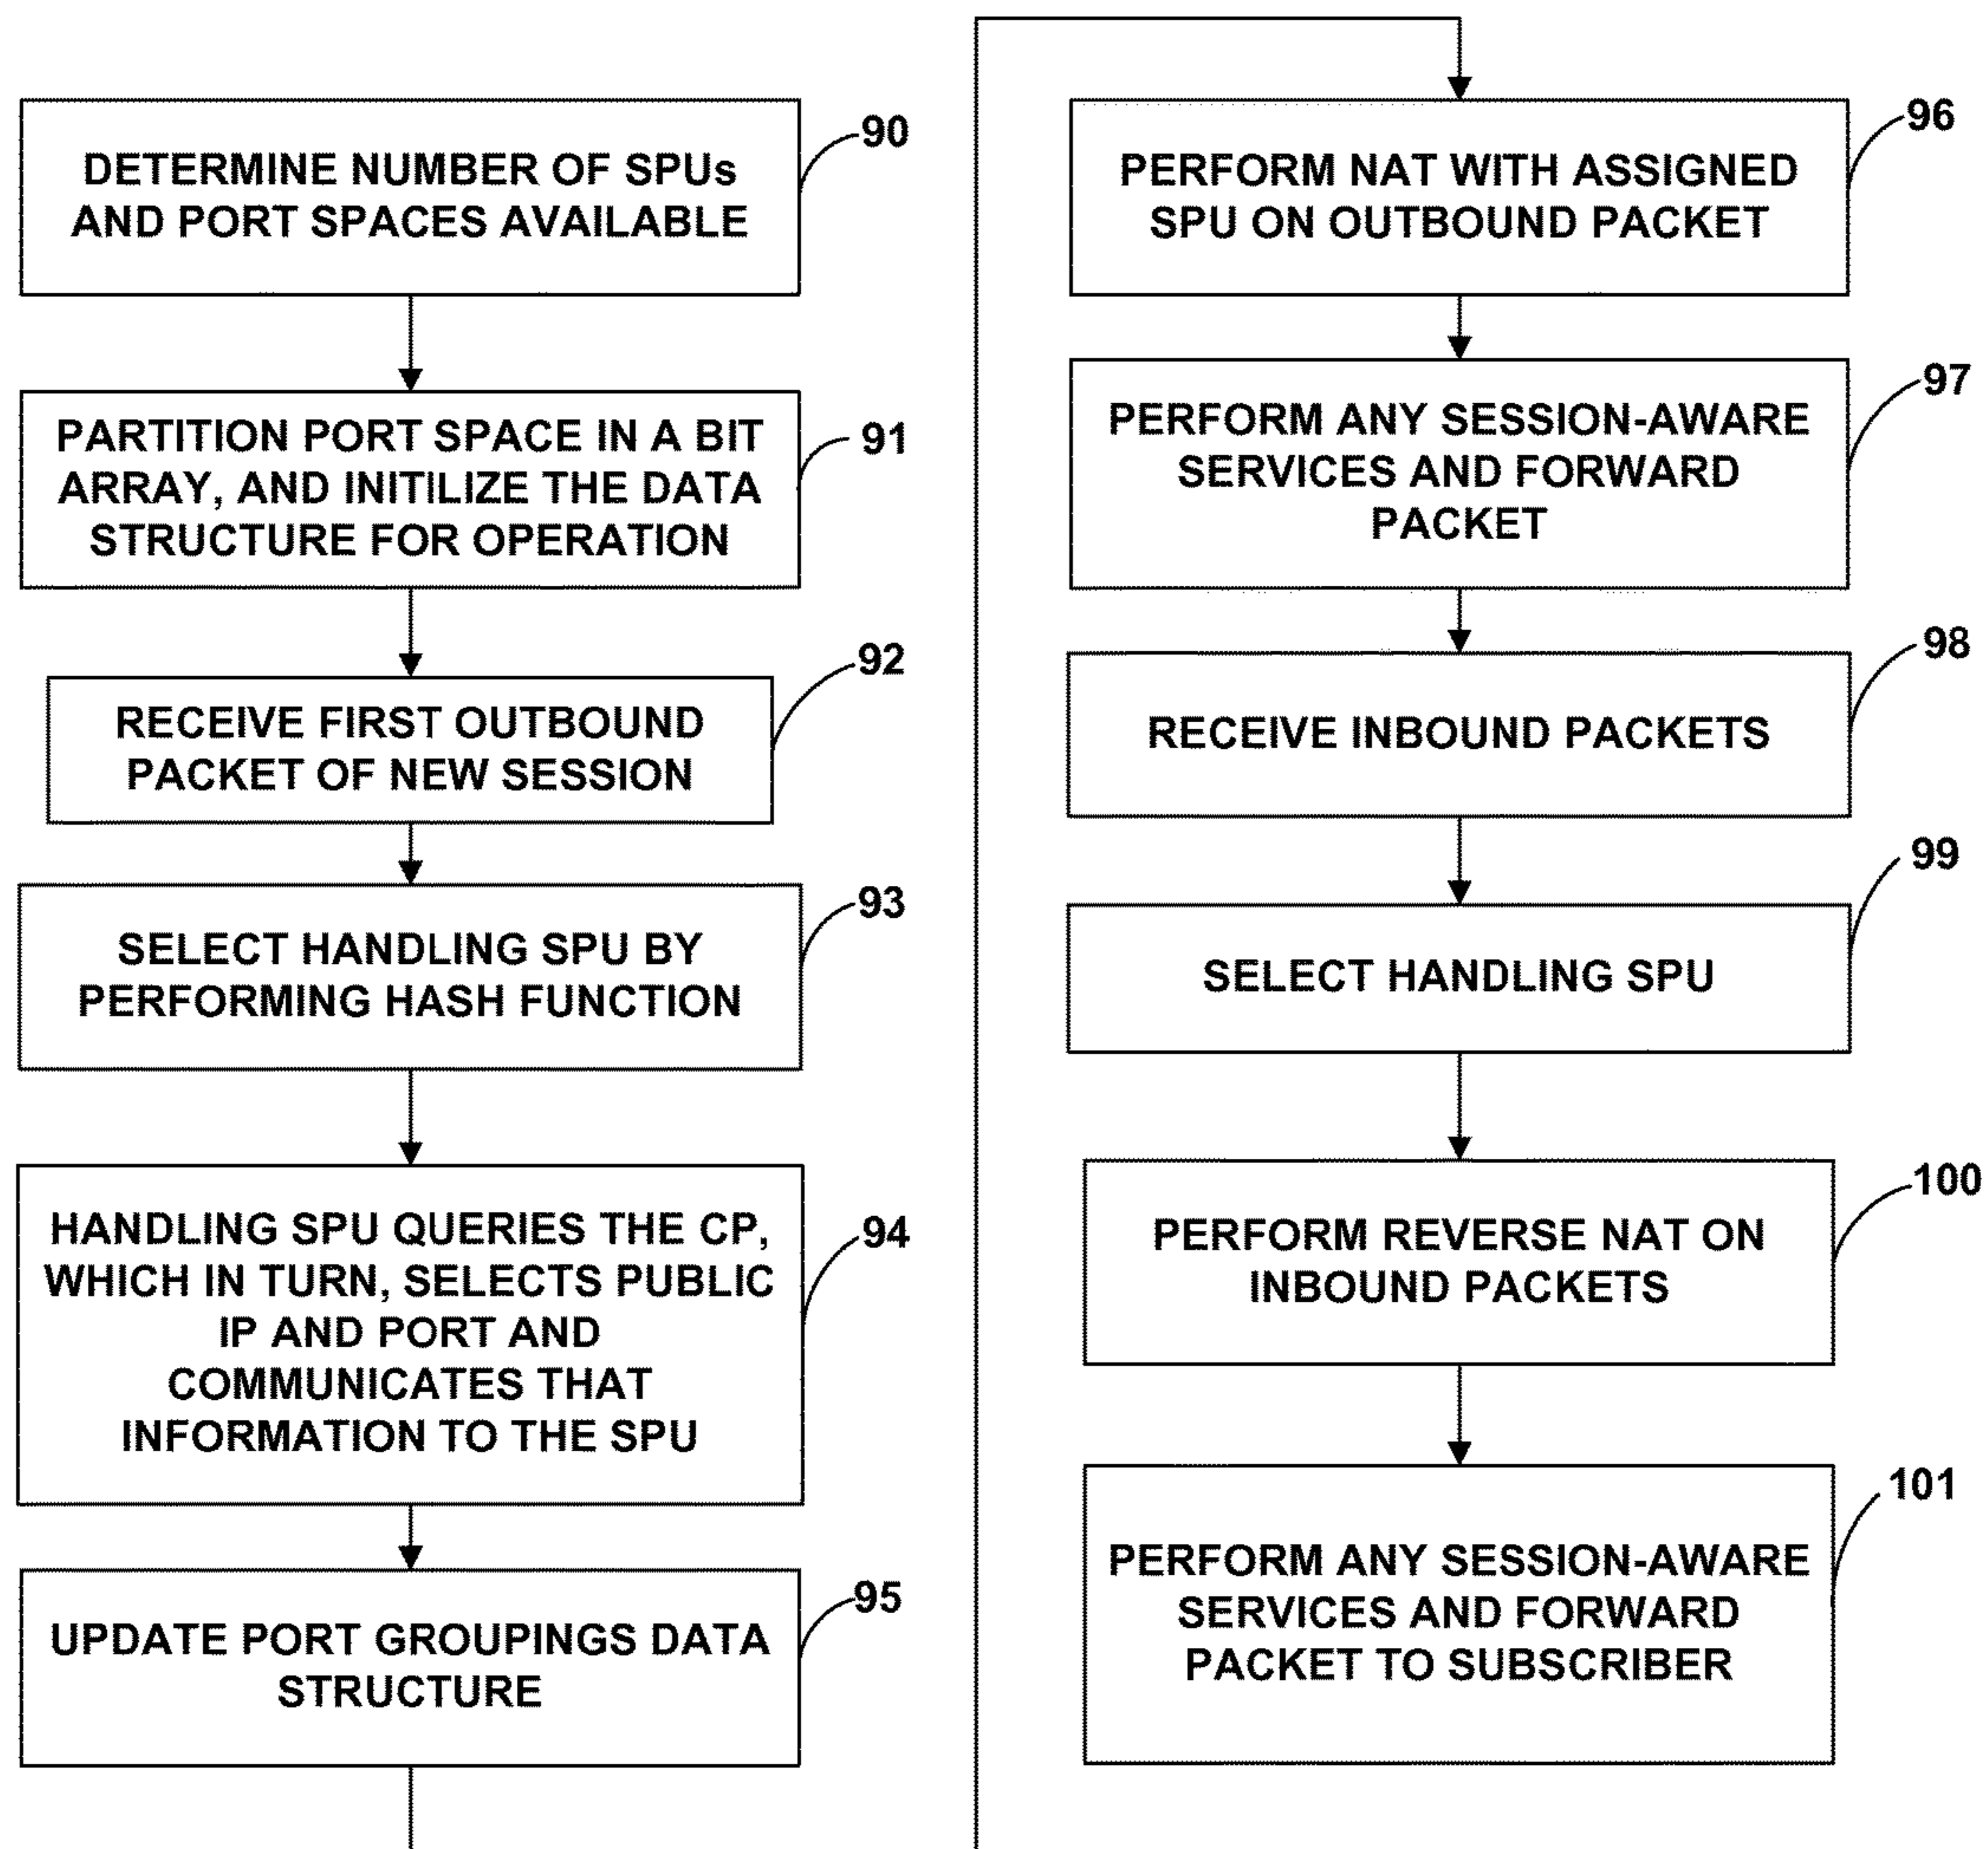 DETERMINE NUMBER OF SPUs
AND PORT SPACES AVAILABLE
90
PARTITION PORT SPACE IN A BIT
ARRAY, AND INITILIZE THE DATA
STRUCTURE FOR OPERATION
91
RECEIVE FIRST OUTBOUND
PACKET OF NEW SESSION
92
SELECT HANDLING SPU BY
PERFORMING HASH FUNCTION
93
HANDLING SPU QUERIES THE CP,
WHICH IN TURN, SELECTS PUBLIC
IP AND PORT AND
COMMUNICATES THAT
INFORMATION TO THE SPU
94
UPDATE PORT GROUPINGS DATA
STRUCTURE
95
PERFORM NAT WITH ASSIGNED
SPU ON OUTBOUND PACKET
96
PERFORM ANY SESSION-AWARE
SERVICES AND FORWARD
PACKET
97
RECEIVE INBOUND PACKETS
98
SELECT HANDLING SPU
99
PERFORM REVERSE NAT ON
INBOUND PACKETS
100
PERFORM ANY SESSION-AWARE
SERVICES AND FORWARD
PACKET TO SUBSCRIBER
101